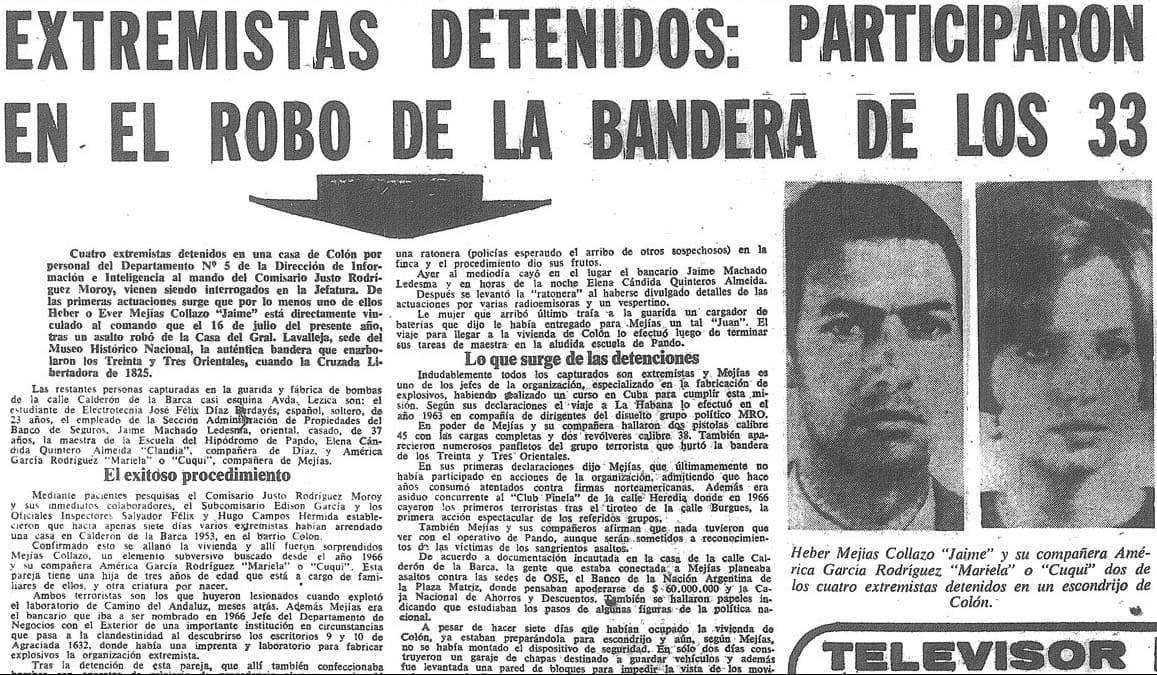 EXTREMISTAS DETENIDOS: PARTICIPARON
EN EL ROBO DE LA BANDERA DE LOS 33
Cuatro extremistas detenidos en una casa de Colón por
personal del Departamento Nº 5 de la Dirección de Infor-
mación e Inteligencia al mando del Comisario Justo Rodrí-
guez Moroy, vienen siendo interrogados en la Jefatura. De
las primeras actuaciones surge que por lo menos uno de ellos
Heber o Ever Mejías Collazo "Jaime" está directamente vin-
culado al comando que el 16 de julio del presente año,
tras un asalto robó de la Casa del Gral. Lavalleja, sede del
Museo Histórico Nacional, la auténtica bandera que enarbo-
laron los Treinta y Tres Orientales, cuando la Cruzada Li-
bertadora de 1825.
Las restantes personas capturadas en la guarida y fábrica de bombas
de la calle Calderón de la Barca casi esquina Avda. Lezica son: el
estudiante de Electrotecnia José Félix Díaz Berdayés, español, soltero, de
23 años, el empleado de la Sección Administración de Propiedades del
Banco de Seguros, Jaime Machado Ledesma, oriental, casado, de 37
años, la maestra de la Escuela del Hipódromo de Pando, Elena Cán-
dida Quintero Almeida "Claudia", compañera de Díaz, y América
García Rodríguez "Mariela" o "Cuqui", compañera de Mejías.
El exitoso procedimiento
Mediante pacientes pesquisas el Comisario Justo Rodríguez Moroy
y sus inmediatos colaboradores, el Subcomisario Edison García y los
Oficiales Inspectores Salvador Félix y Hugo Campos Hermida estable-
cieron que hacía apenas siete días varios extremistas habían arrendado
una casa en Calderón de la Barca 1953, en el barrio Colón.
Confirmado esto se allanó la vivienda y allí fueron sorprendidos
Mejías Collazo, un elemento subversivo buscado desde el año 1966
y su compañera América García Rodríguez "Mariela" o "Cuqui". Esta
pareja tiene una hija de tres años de edad que está a cargo de fami-
liares de ellos, y otra criatura por nacer.
Ambos terroristas son los que huyeron lesionados cuando explotó
el laboratorio de Camino del Andaluz, meses atrás. Además Mejías era
el bancario que iba a ser nombrado en 1966 Jefe del Departamento de
Negocios con el Exterior de una importante Institución en circunstancias
que pasa a la clandestinidad al descubrirse los escritorios 9 y 10 de
Agraciada 1632, donde había una imprenta y laboratorio para fabricar
explosivos la organización extremista.
Tras la detención de esta pareja, que allí también confeccionaba
una ratonera (policías esperando el arribo de otros sospechosos) en la
finca y el procedimiento dio sus frutos.
Ayer al mediodía cayó en el lugar el bancario Jaime Machado
Ledesma y en horas de la noche Elena Cándida Quinteros Almeida.
Después se levantó la "ratonera" al haberse divulgado detalles de las
actuaciones por varias radioemisoras y un vespertino.
Le mujer que arribó último traía a la guarida un cargador de
baterías que dijo le había entregado para Mejías un tal "Juan". El
viaje para llegar a la vivienda de Colón lo efectuó luego de terminar
sus tareas de maestra en la aludida escuela de Pando.
Lo que surge de las detenciones
Indudablemente todos los capturados son extremistas y Mejías es
uno de los jefes de la organización, especializado en la fabricación de
explosivos, habiendo realizado un curso en Cuba para cumplir esta mi-
sión. Según sus declaraciones el viaje a La Habana lo efectuó en el
año 1963 en compañía de dirigentes del disuelto grupo político MRO.
En poder de Mejías y su compañera hallaron dos pistolas calibre
45 con las cargas completas y dos revólveres calibre 38. También apa-
recieron numerosos panfletos del grupo terrorista que hurtó la bandera
de los Treinta y Tres Orientales.
En sus primeras declaraciones dijo Mejías que últimamemente no
había participado en acciones de la organización, admitiendo que hace
años consumó atentados contra firmas norteamericanas. Además era
asiduo concurrente al "Club Pinela" de la calle Heredia donde en 1966
cayeron los primeros terroristas tras el tiroteo de la calle Burgues, la
primera acción espectacular de los referidos grupos.
También Mejías y sus compañeros afirman que nada tuvieron que
ver con el operativo de Pando, aunque serán sometidos a reconocimien-
tos de las víctimas de los sangrientos asaltos.
De acuerdo a documentación incautada en la casa de la calle Cal-
derón de la Barca, la gente que estaba conectada a Mejías planeaba
asaltos contra las sedes de OSE, el Banco de la Nación Argentina de
la Plaza Matriz, donde pensaban apoderarse de $ 60.000.000 y la Ca-
ja Nacional de Ahorros y Descuentos. También se hallaron papeles in-
dicando que estudiaban los pasos de algunas figuras de la política na-
cional.
A pesar de hacer siete días que habían ocupado la vivienda de
Colón, ya estaban preparándola para escondrijo y aún, según Mejías,
no se había montado el dispositivo de seguridad. En sólo dos días cons-
truyeron un garaje de chapas destinado a guardar vehículos y además
fue levantada una pared de bloques para impedir la vista de los movi-
Heber Mejías Collazo "Jaime" y su compañera Amé-
rica García Rodríguez "Mariela" o "Cuqui" dos de
los cuatro extremistas detenidos en un escondrijo de
Colón.
TELEVISOR